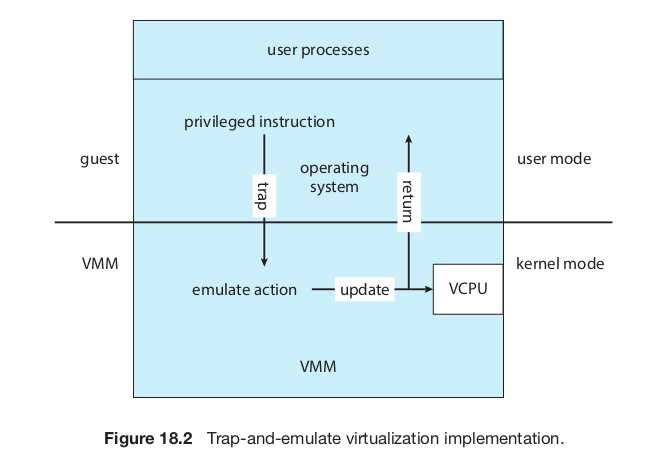 user processes
privileged instruction
guest
operating
system
user mode
trap
return
VMM
kernel mode
emulate action
update
VCPU
VMM
Figure 18.2 Trap-and-emulate virtualization implementation.